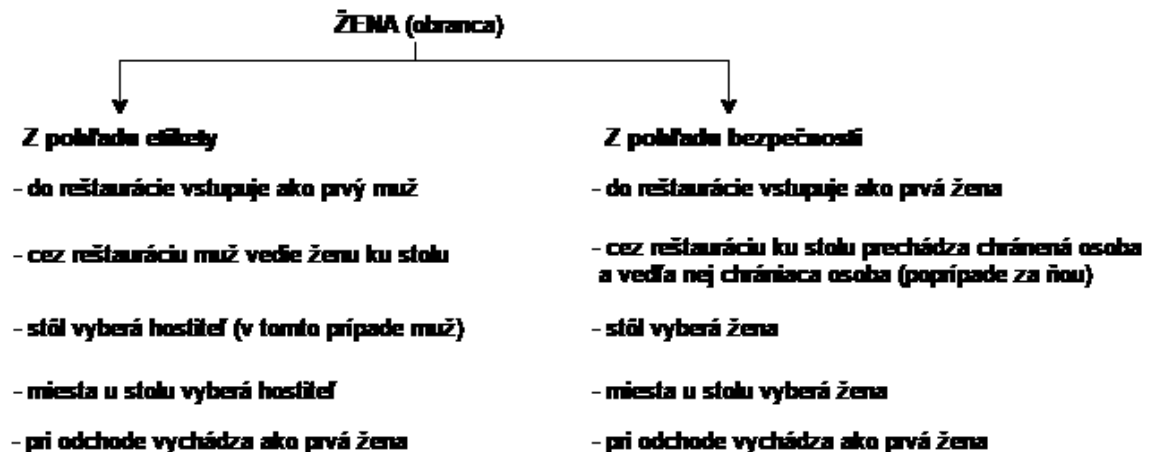 ŽENA (obranca)
Z pohľadu etikety
- do reštaurácie vstupuje ako prvý muž
- cez reštauráciu muž vedie ženu ku stolu
- stôl vyberá hostiteľ (v tomto prípade muž)
- miesta u stolu vyberá hostiteľ
- pri odchode vychádza ako prvá žena
Z pohľadu bezpečnosti
- do reštaurácie vstupuje ako prvá žena
- cez reštauráciu ku stolu prechádza chránená osoba
a vedľa nej chrániaca osoba (poprípade za ňou)
- stôl vyberá žena
- miesta u stolu vyberá žena
- pri odchode vychádza ako prvá žena